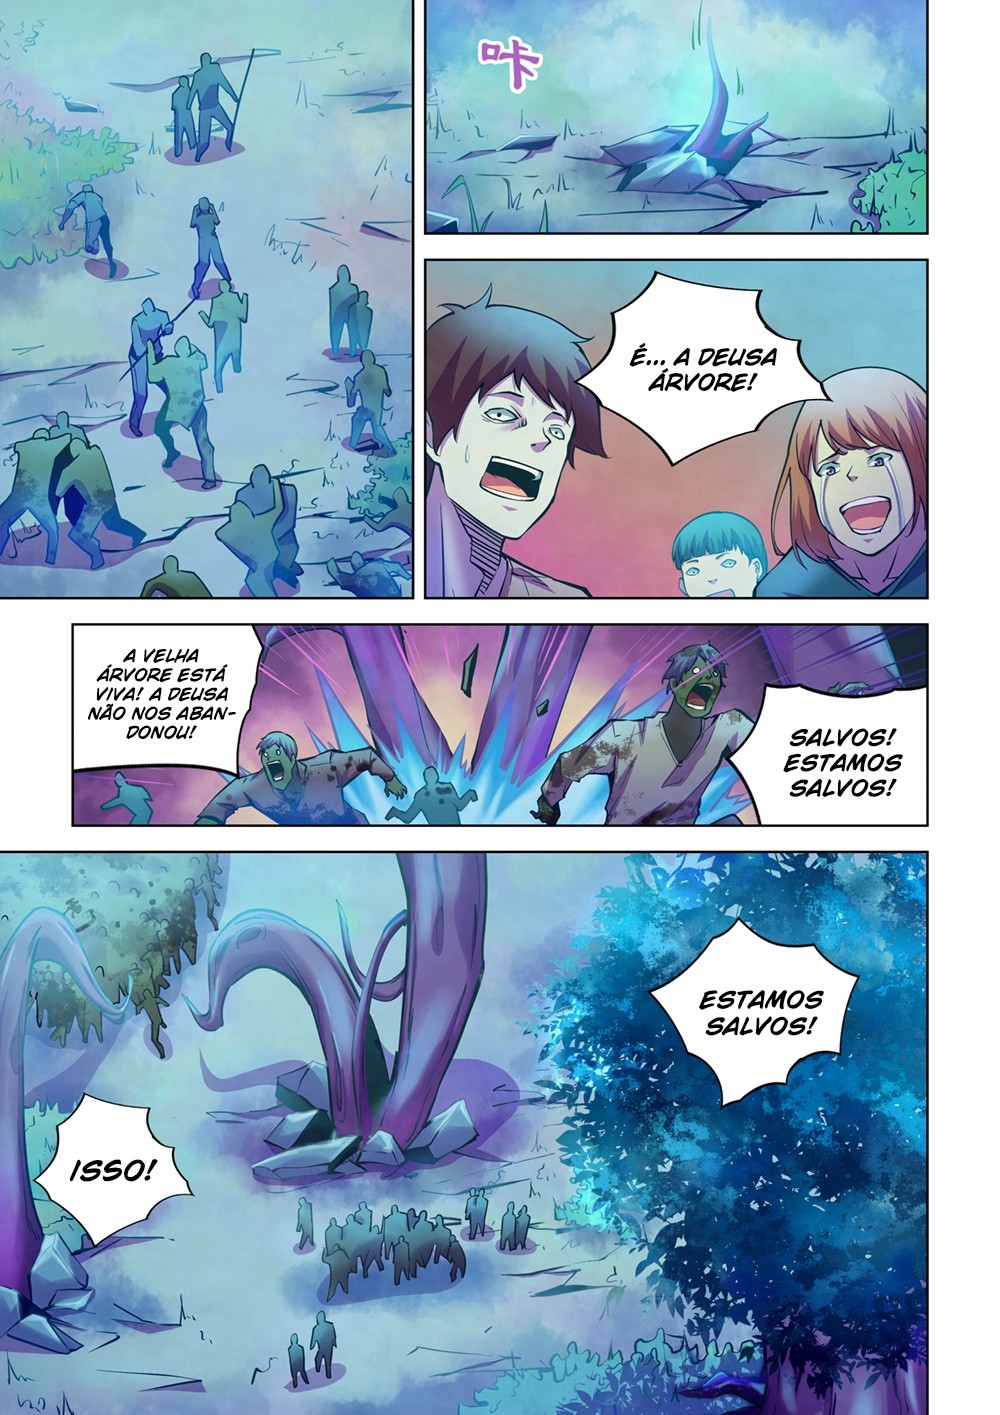 咔
É... A DEUSA
ÁRVORE!
A VELHA
ÁRVORE ESTÁ
VIVA! A DEUSA
NÃO NOS ABAN-
DONOU!
SALVOS!
ESTAMOS
SALVOS!
ESTAMOS
SALVOS!
ISSO!